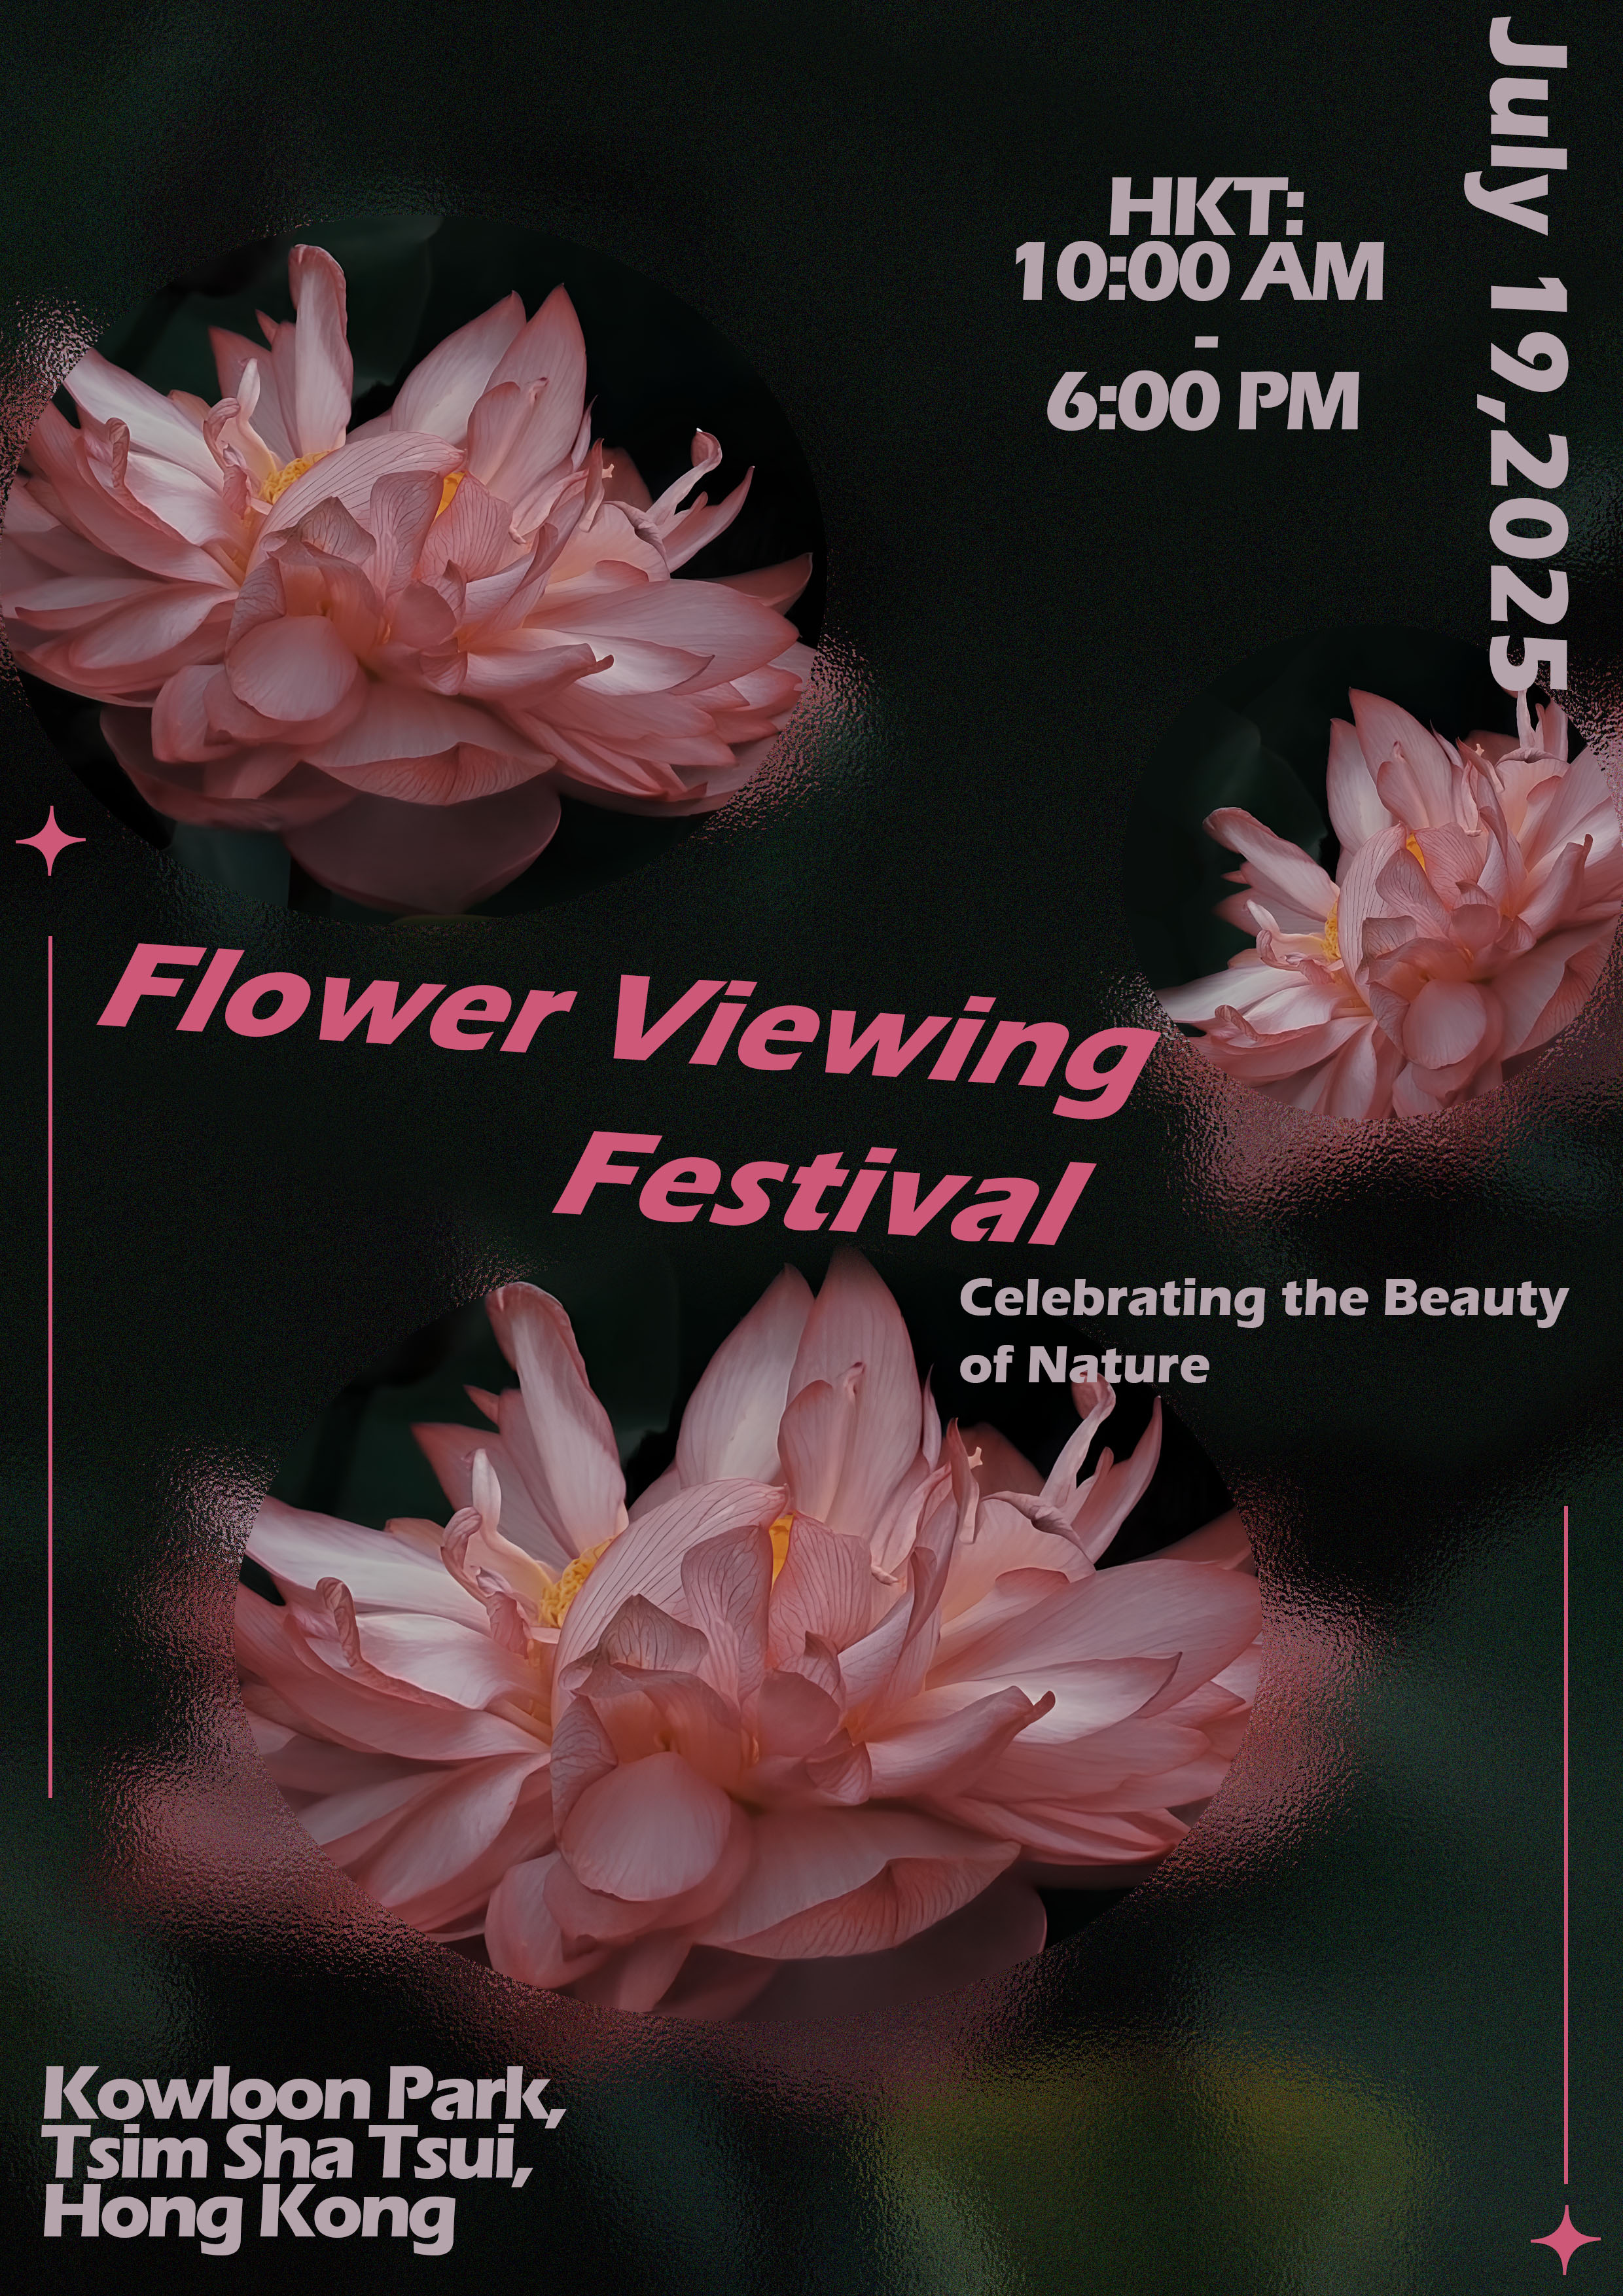 July 19,2025
HKT:
10:00 AM
-
6:00 PM
Flower Viewing
Festival
Celebrating the Beauty
of Nature
Kowloon Park,
Tsim Sha Tsui,
Hong Kong